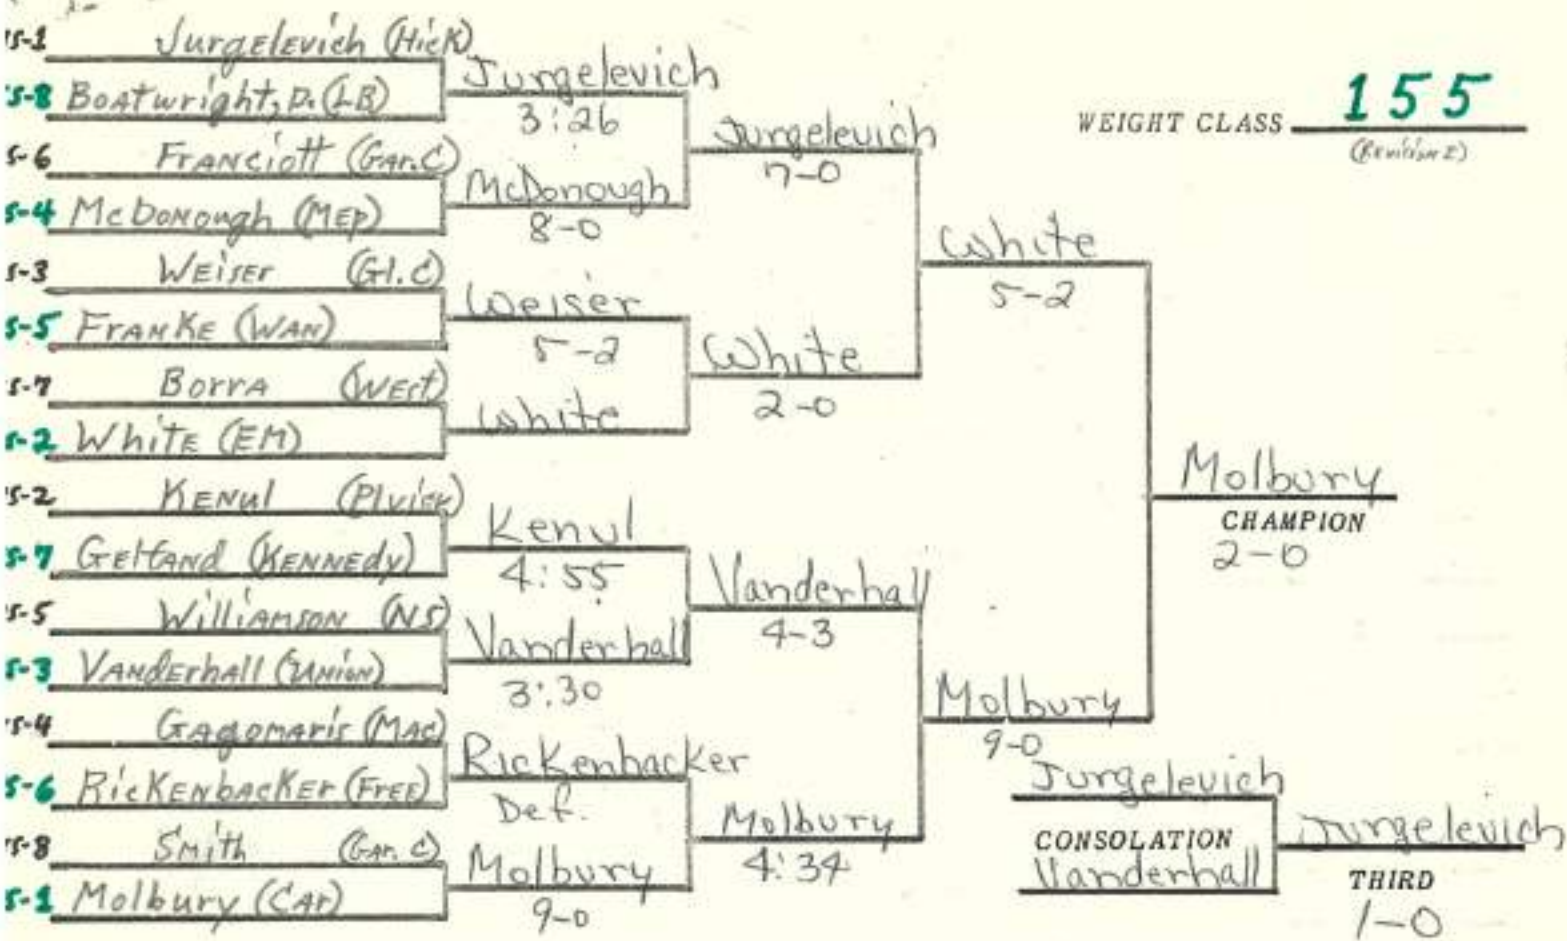 S-1 Jurgelevich (Hick)
S-8 Boatwright, D. (LB)
S-6 Franciott (Gar.C)
S-4 McDonough (Mep)
S-3 Weiser (Gl.C)
S-5 Franke (Wan)
S-7 Borra (West)
S-2 White (EM)
S-2 Kenul (Plview)
S-7 Gelfand (Kennedy)
S-5 Williamson (NS)
S-3 Vanderhall (Union)
S-4 Gagomaris (Mac)
S-6 Rickenbacker (Free)
S-8 Smith (Gar. C)
S-1 Molbury (Car)
Jurgelevich
3:26
McDonough
8-0
Weiser
5-2
White
Kenul
4:55
Vanderhall
3:30
Rickenbacker
Def.
Molbury
9-0
Jurgelevich
7-0
White
2-0
Vanderhall
4-3
Molbury
4:34
White
5-2
Molbury
9-0
WEIGHT CLASS 155
(Revision I)
Molbury
CHAMPION
2-0
Jurgelevich
CONSOLATION
Vanderhall
Jurgelevich
THIRD
1-0